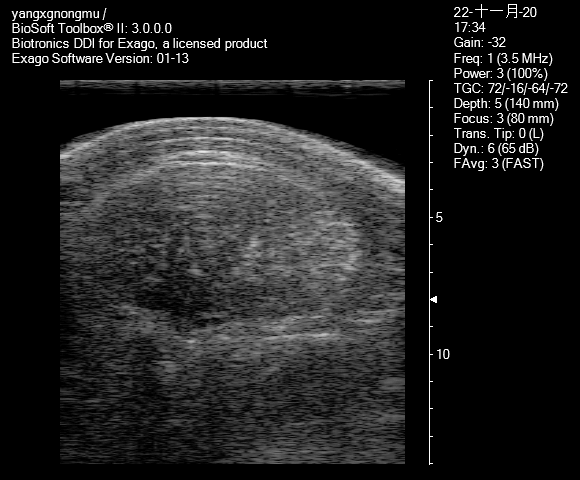 yangxgnongmu /
BioSoft Toolbox® II: 3.0.0.0
Biotronics DDI for Exago, a licensed product
Exago Software Version: 01-13
22-十一月-20
17:34
Gain: -32
Freq: 1 (3.5 MHz)
Power: 3 (100%)
TGC: 72/-16/-64/-72
Depth: 5 (140 mm)
Focus: 3 (80 mm)
Trans. Tip: 0 (L)
Dyn.: 6 (65 dB)
FAvg: 3 (FAST)
5
10